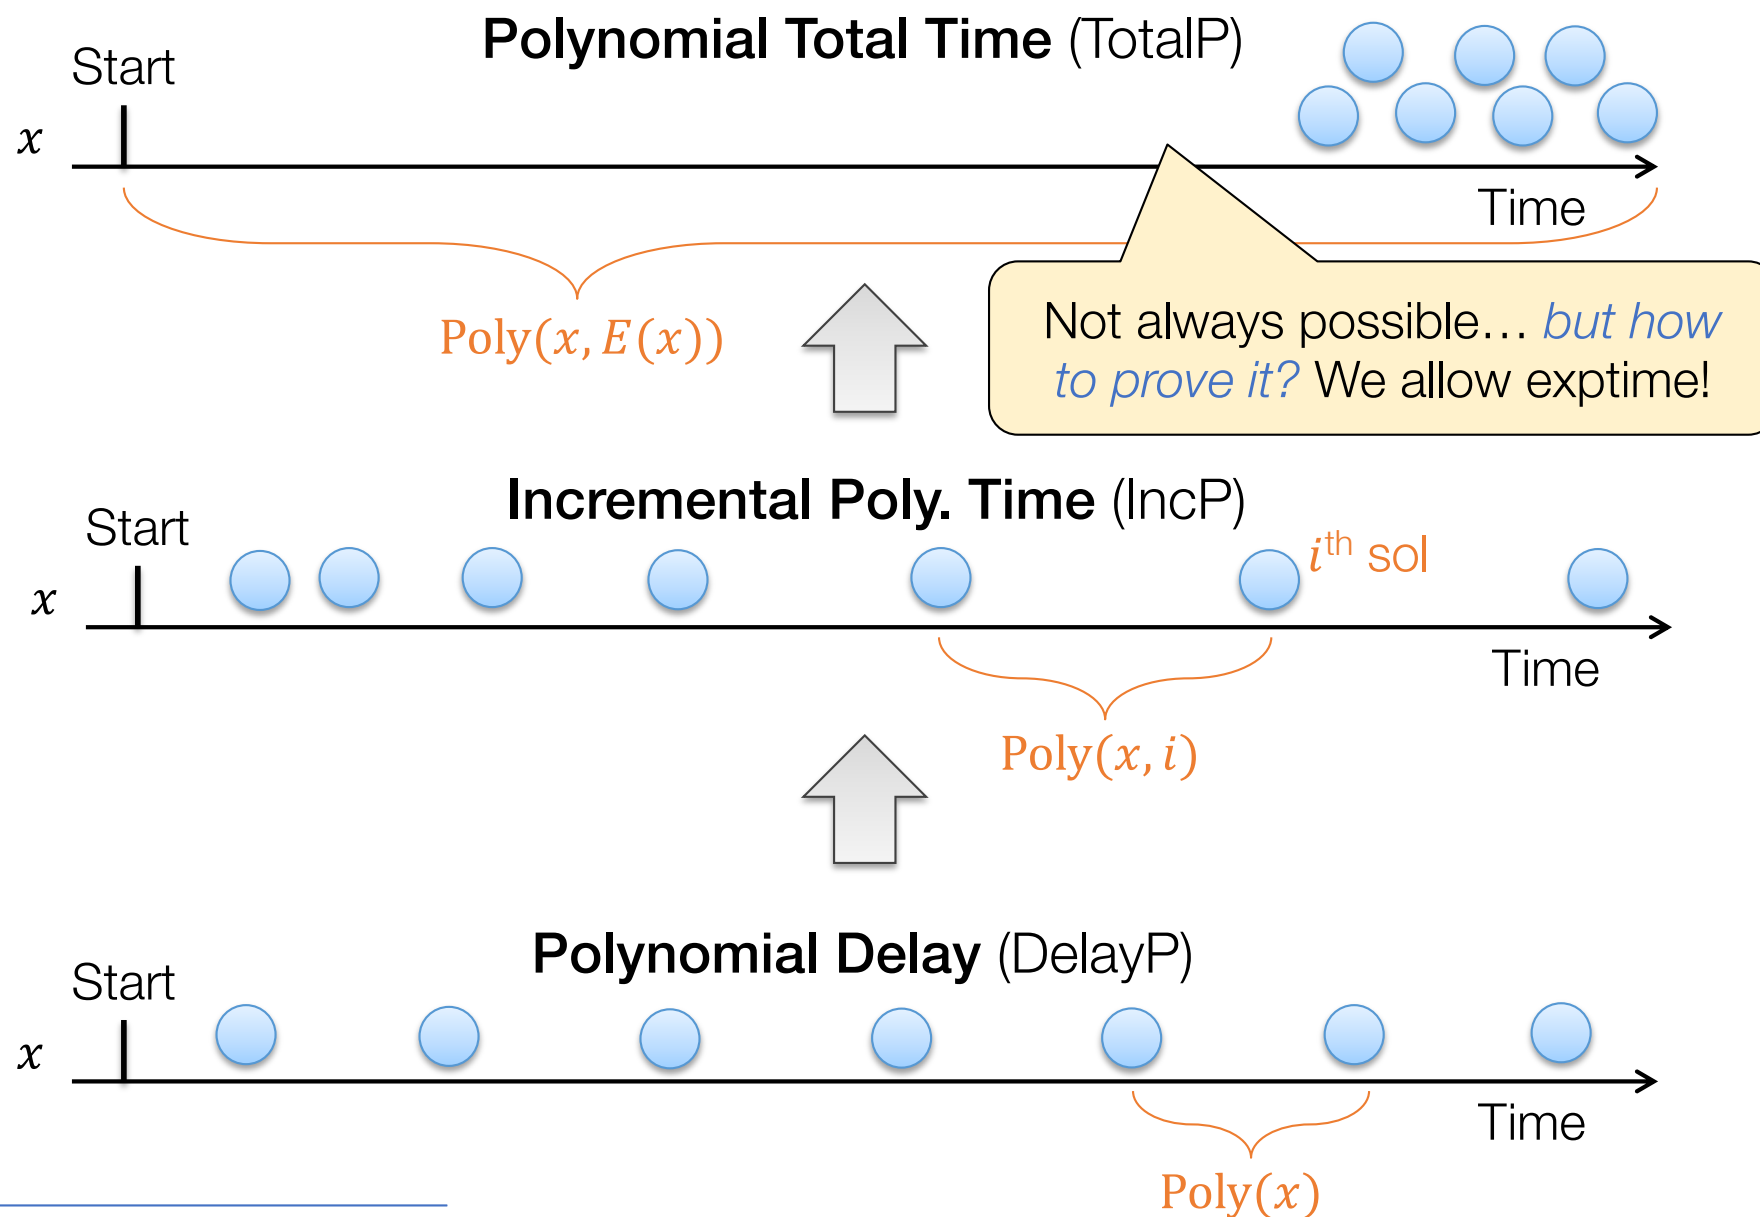 Polynomial Total Time (TotalP)
Start
x
Time
Poly(x, E(x))
Not always possible… but how
to prove it? We allow exptime!
Incremental Poly. Time (IncP)
Start
iᵗʰ sol
x
Time
Poly(x, i)
Polynomial Delay (DelayP)
Start
x
Time
Poly(x)